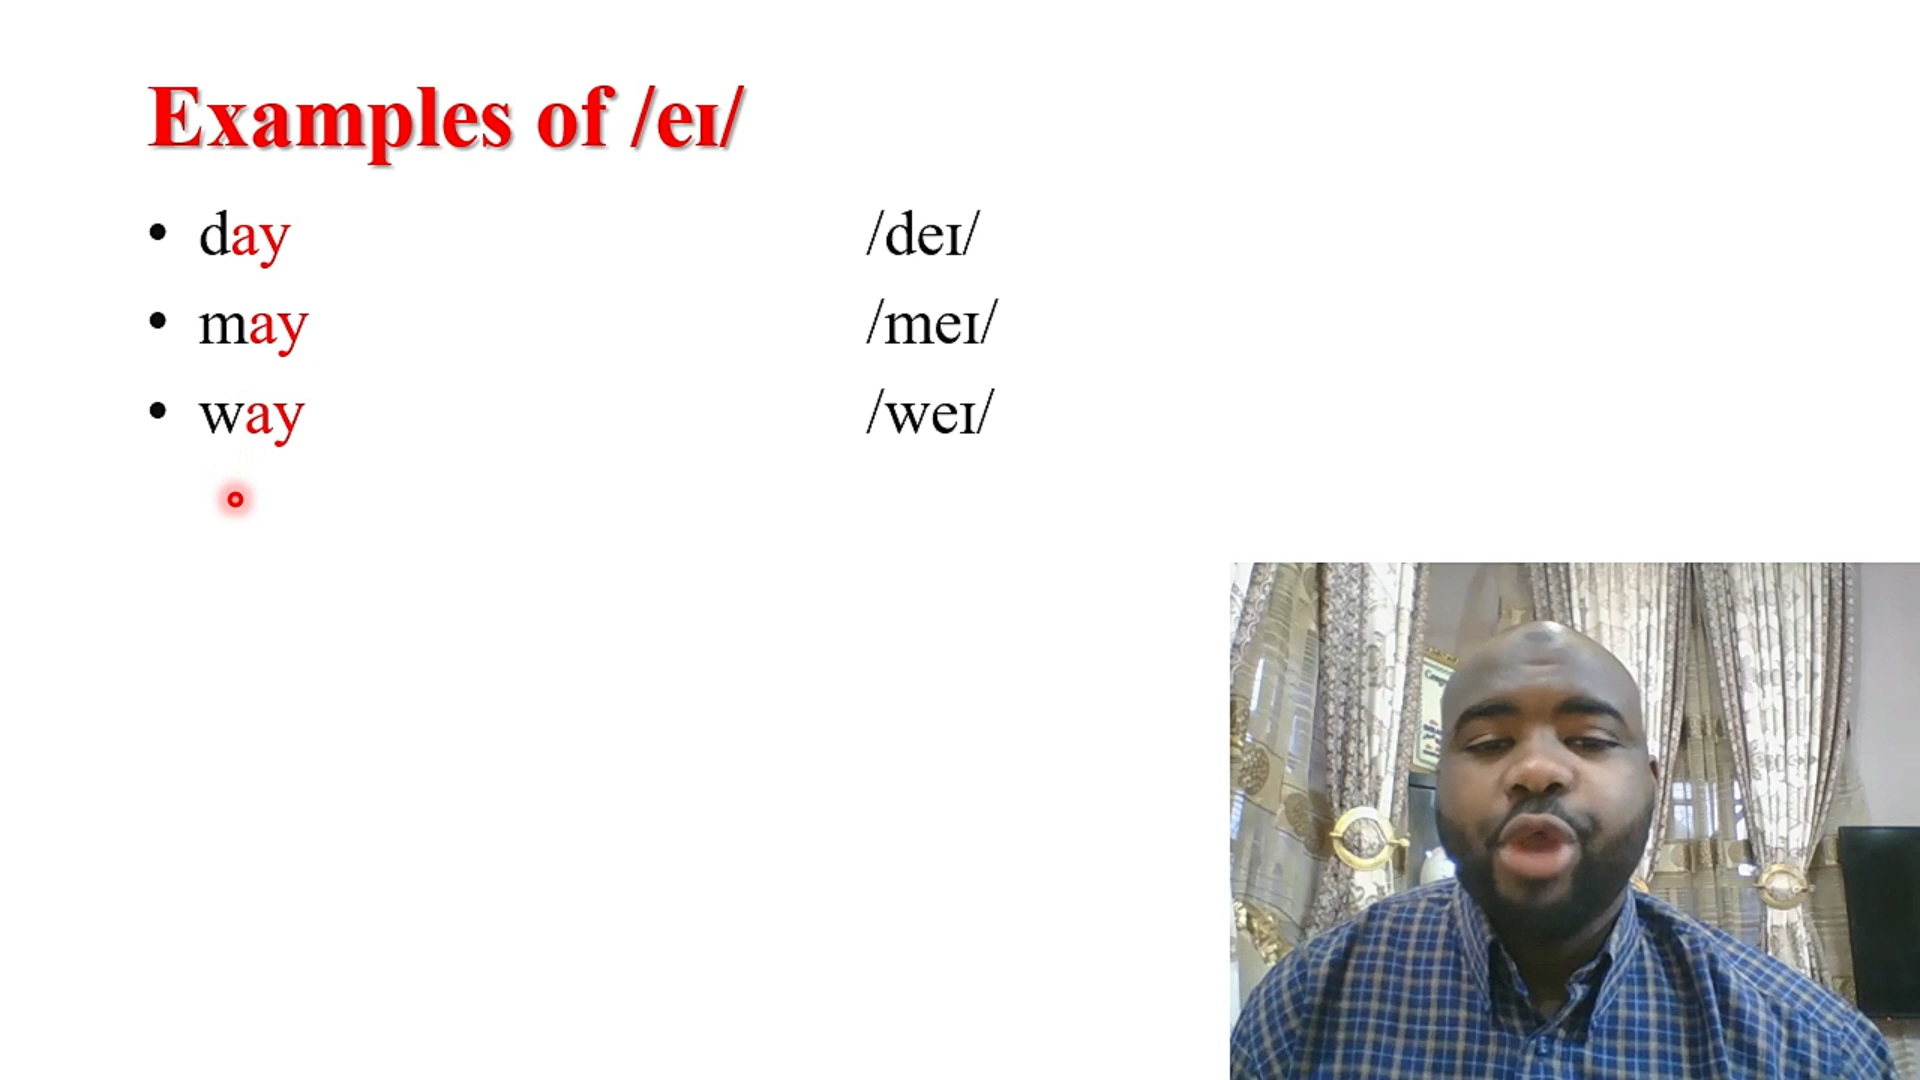 Examples of /eɪ/
• day /deɪ/
• may /meɪ/
• way /weɪ/